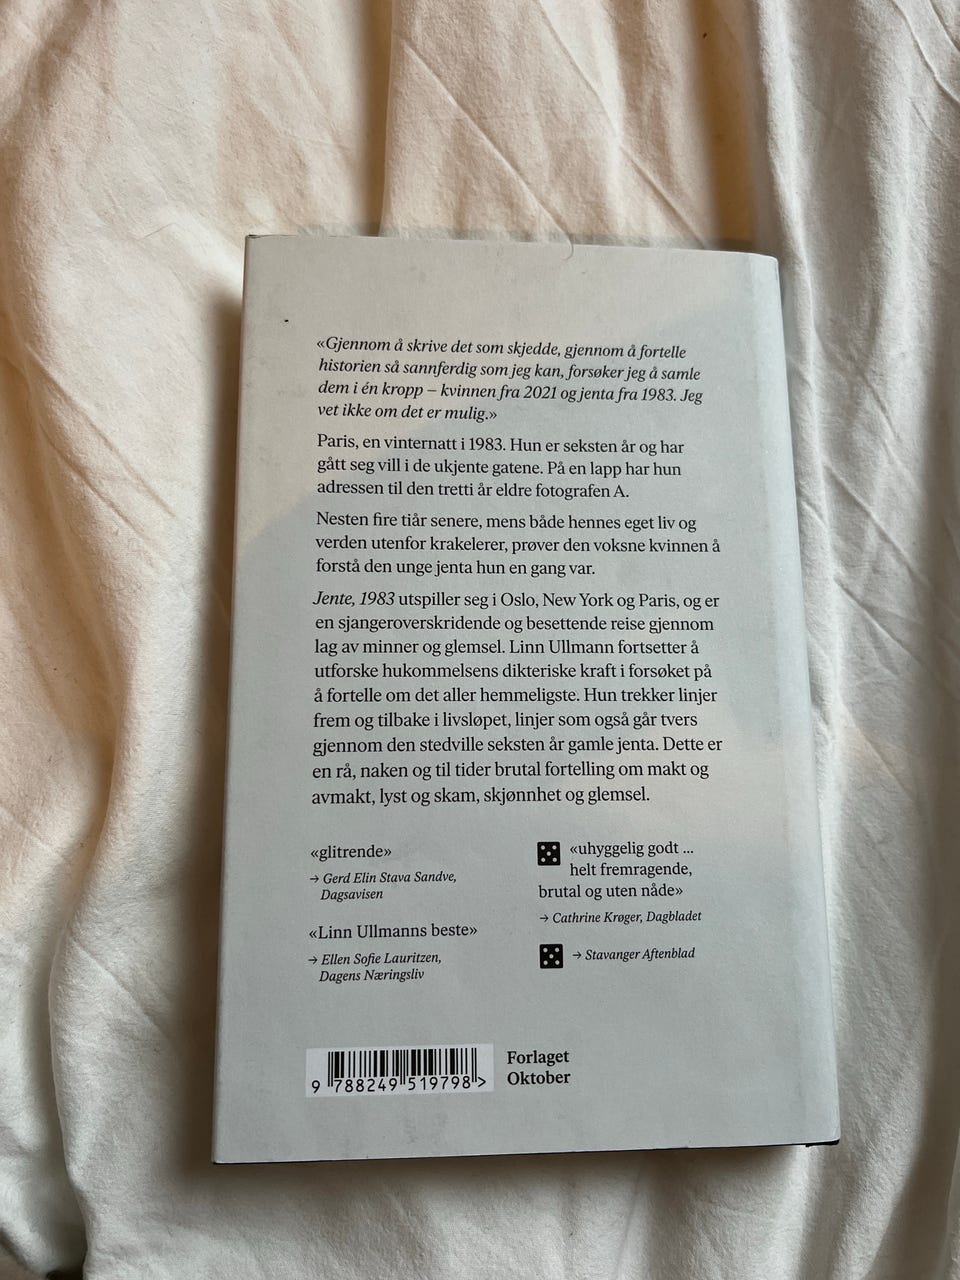 «Gjennom å skrive det som skjedde, gjennom å fortelle
historien så sannferdig som jeg kan, forsøker jeg å samle
dem i én kropp – kvinnen fra 2021 og jenta fra 1983. Jeg
vet ikke om det er mulig.»
Paris, en vinternatt i 1983. Hun er seksten år og har
gått seg vill i de ukjente gatene. På en lapp har hun
adressen til den tretti år eldre fotografen A.
Nesten fire tiår senere, mens både hennes eget liv og
verden utenfor krakelerer, prøver den voksne kvinnen å
forstå den unge jenta hun en gang var.
Jente, 1983 utspiller seg i Oslo, New York og Paris, og er
en sjangeroverskridende og besettende reise gjennom
lag av minner og glemsel. Linn Ullmann fortsetter å
utforske hukommelsens dikteriske kraft i forsøket på
å fortelle om det aller hemmeligste. Hun trekker linjer
frem og tilbake i livsløpet, linjer som også går tvers
gjennom den stedville seksten år gamle jenta. Dette er
en rå, naken og til tider brutal fortelling om makt og
avmakt, lyst og skam, skjønnhet og glemsel.
«glitrende»
→ Gerd Elin Stava Sandve,
Dagsavisen
«Linn Ullmanns beste»
→ Ellen Sofie Lauritzen,
Dagens Næringsliv
«uhyggelig godt ...
helt fremragende,
brutal og uten nåde»
→ Cathrine Krøger, Dagbladet
→ Stavanger Aftenblad
9 788249 519798 >
Forlaget
Oktober